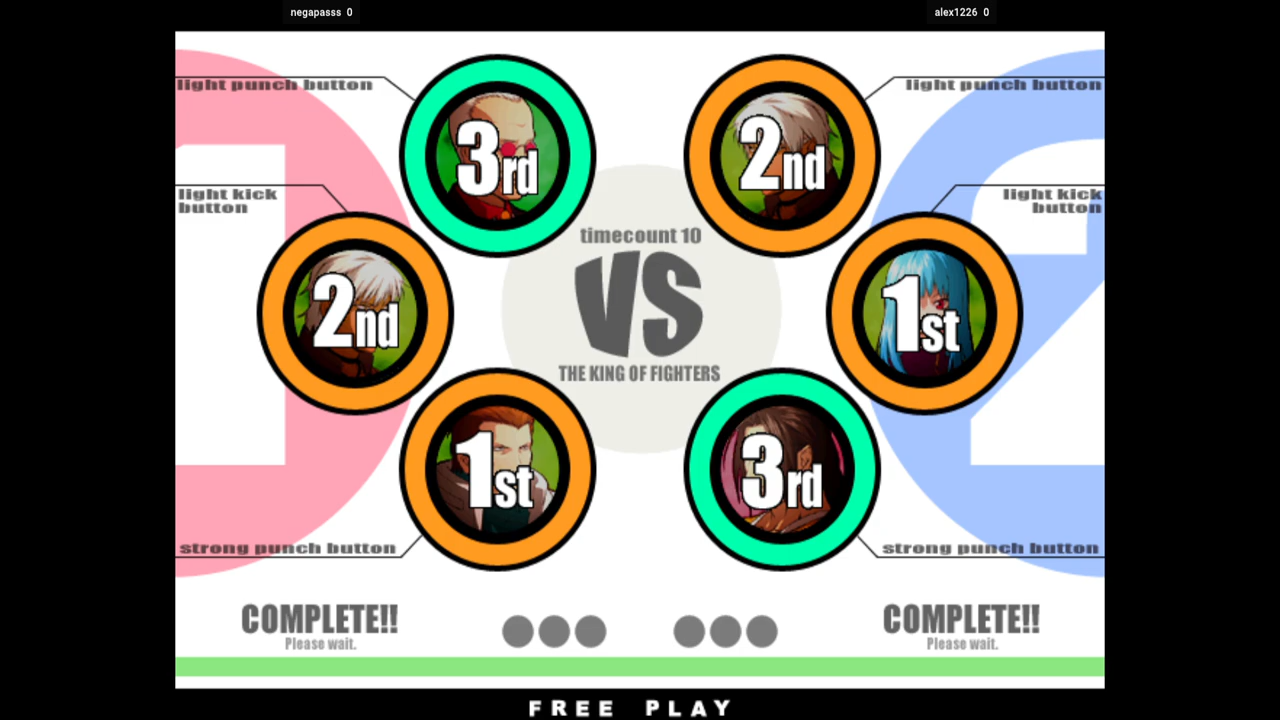 negapasss 0
alex1226 0
light punch button
light punch button
3rd
2nd
light kick
button
light kick
button
timecount 10
VS
THE KING OF FIGHTERS
2nd
1st
1
2
1st
3rd
strong punch button
strong punch button
COMPLETE!!
Please wait.
COMPLETE!!
Please wait.
FREE PLAY